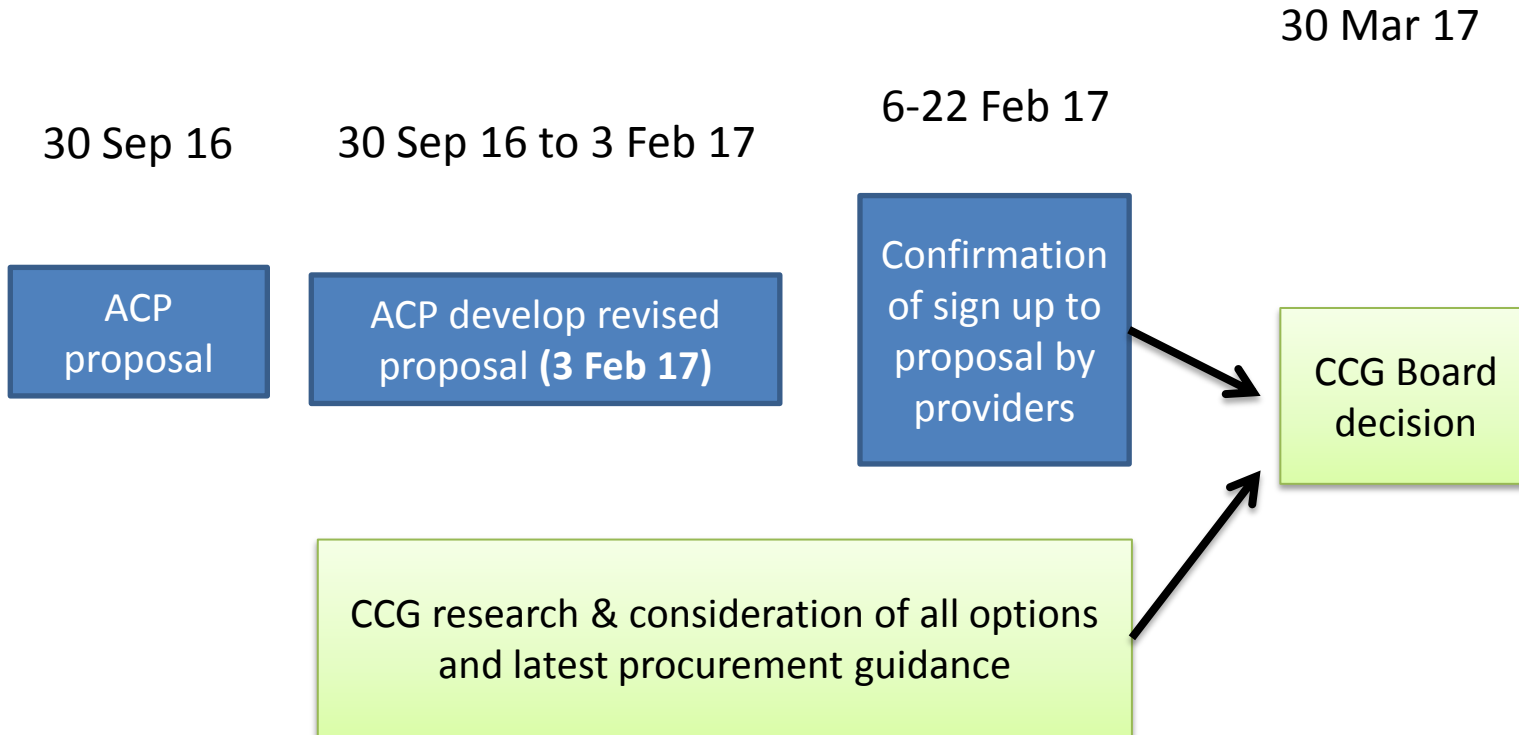 30 Mar 17
6-22 Feb 17
30 Sep 16
30 Sep 16 to 3 Feb 17
ACP
proposal
ACP develop revised
proposal (3 Feb 17)
Confirmation
of sign up to
proposal by
providers
CCG Board
decision
CCG research & consideration of all options
and latest procurement guidance